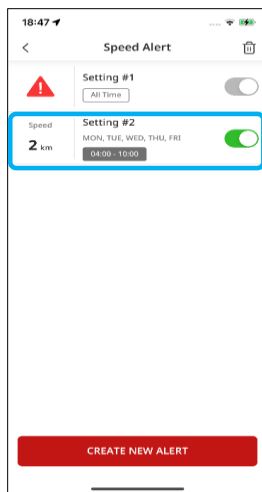 18:47
Speed Alert
Setting #1
All Time
Speed
Setting #2
2 km
MON, TUE, WED, THU, FRI
04:00 - 10:00
CREATE NEW ALERT